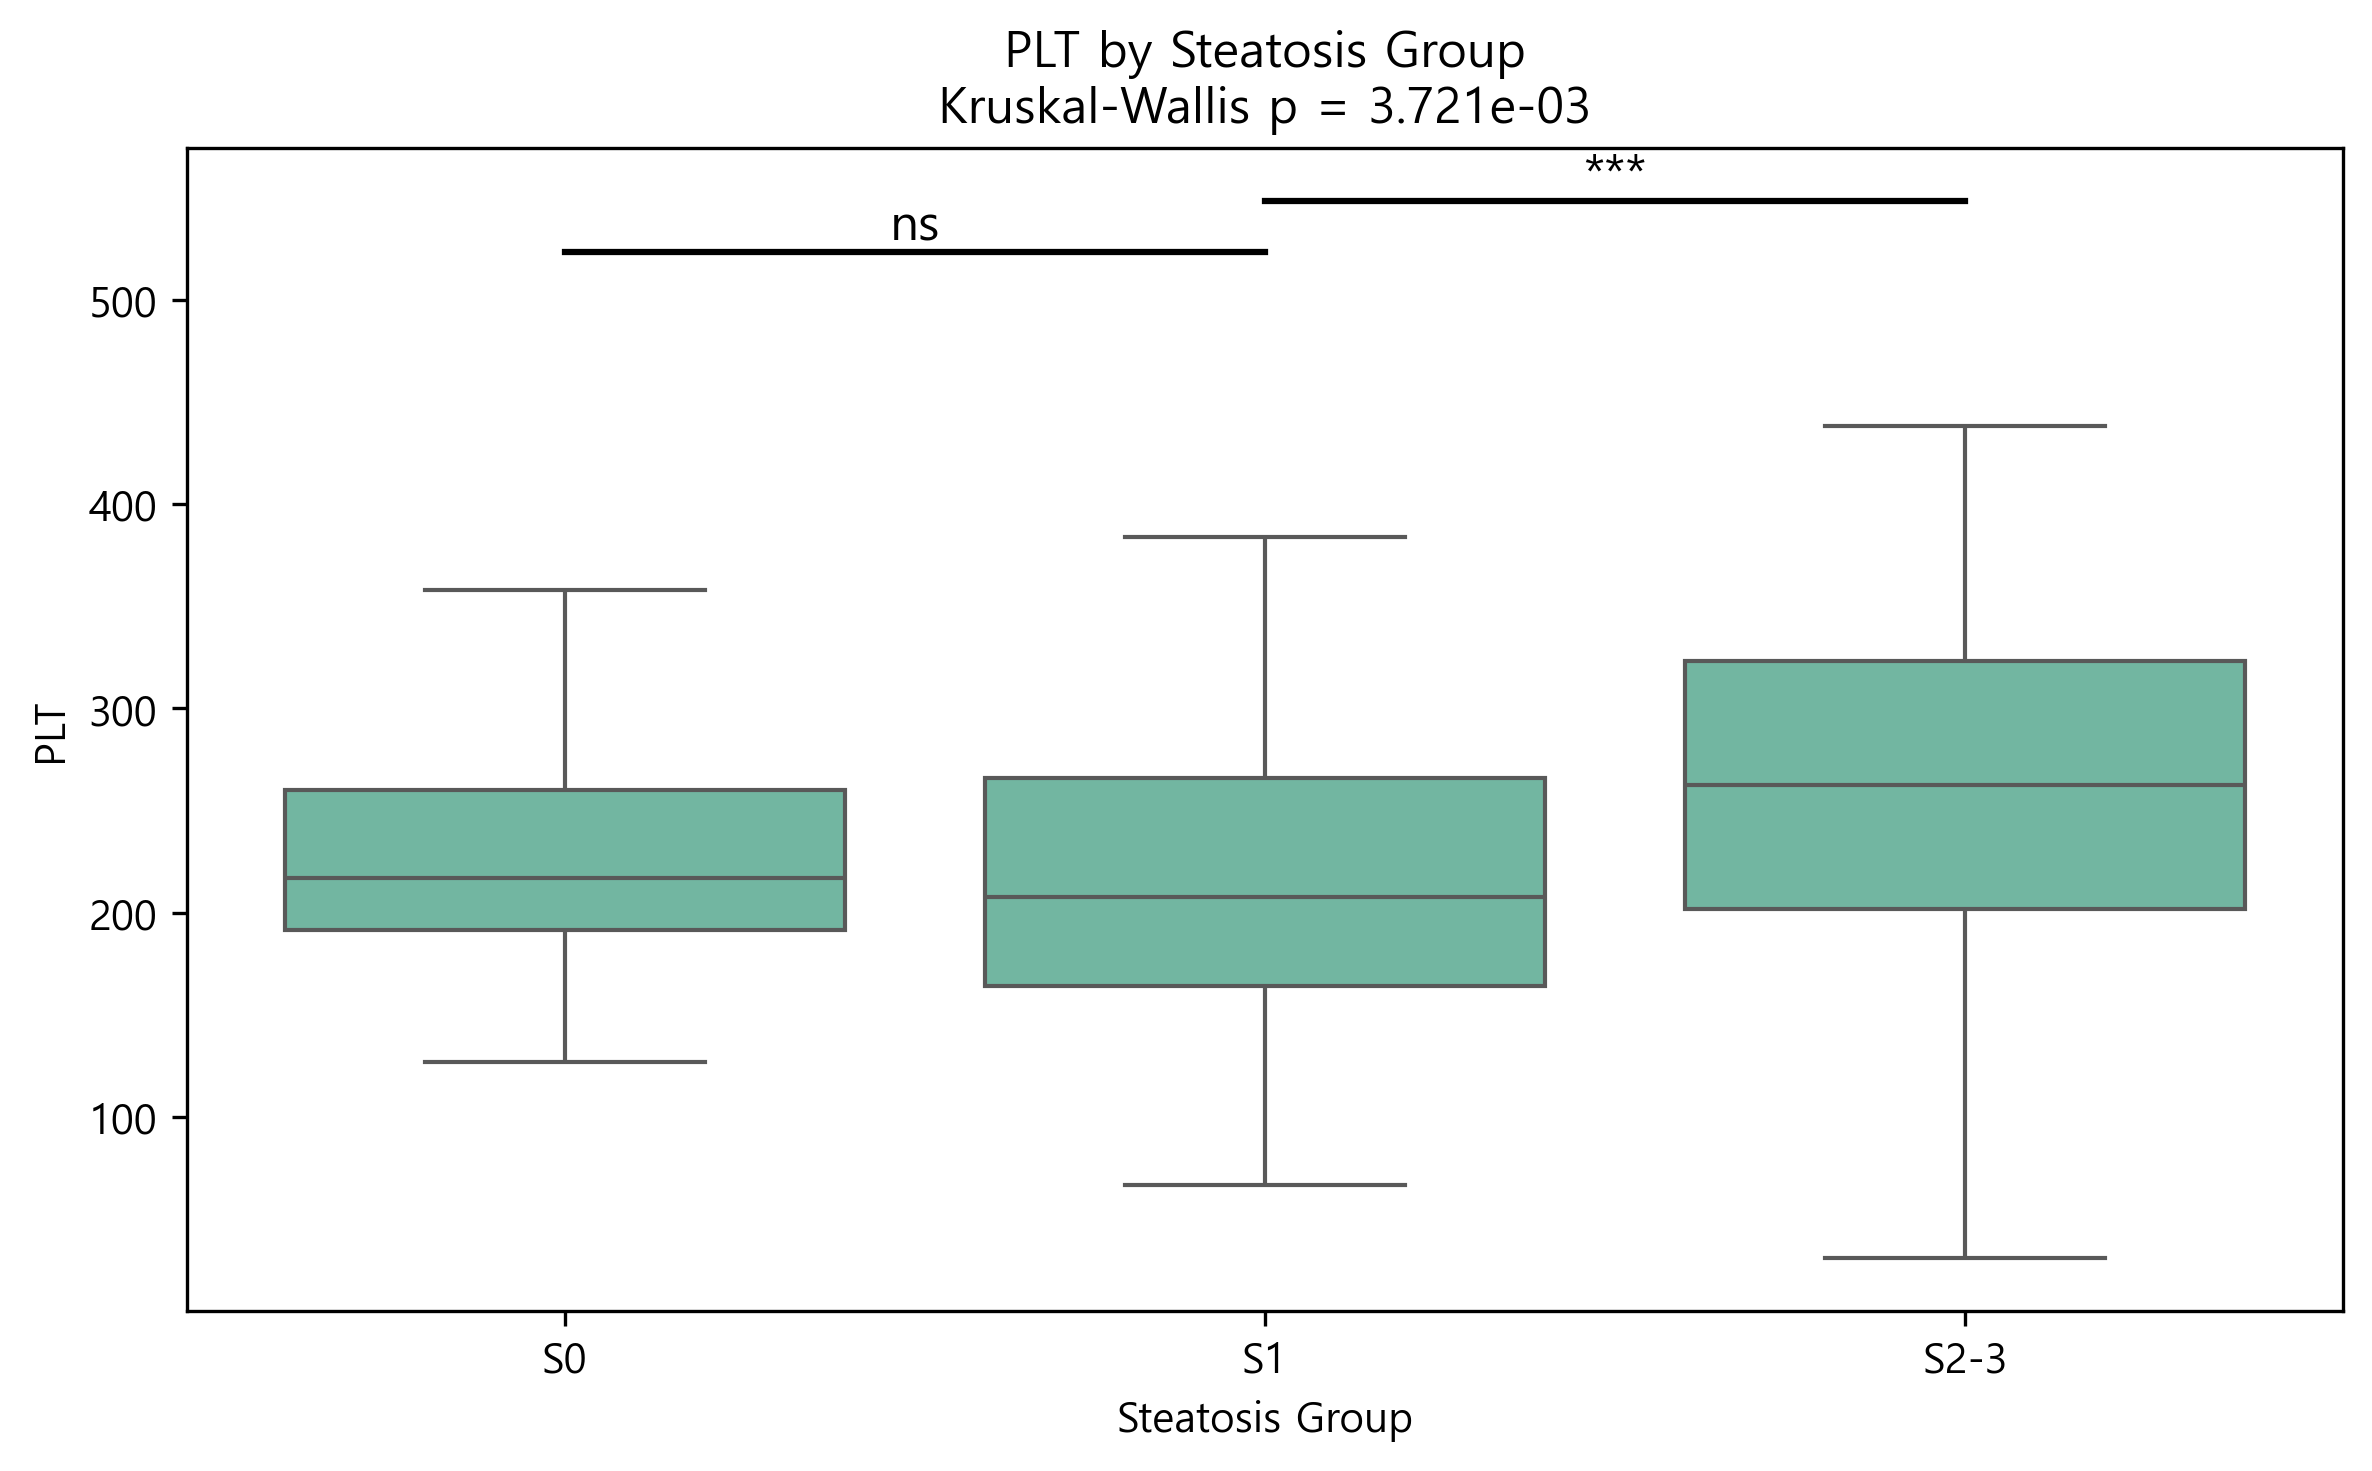 PLT by Steatosis Group
Kruskal-Wallis p = 3.721e-03
***
ns
500
400
300
200
100
PLT
S0
S1
S2-3
Steatosis Group